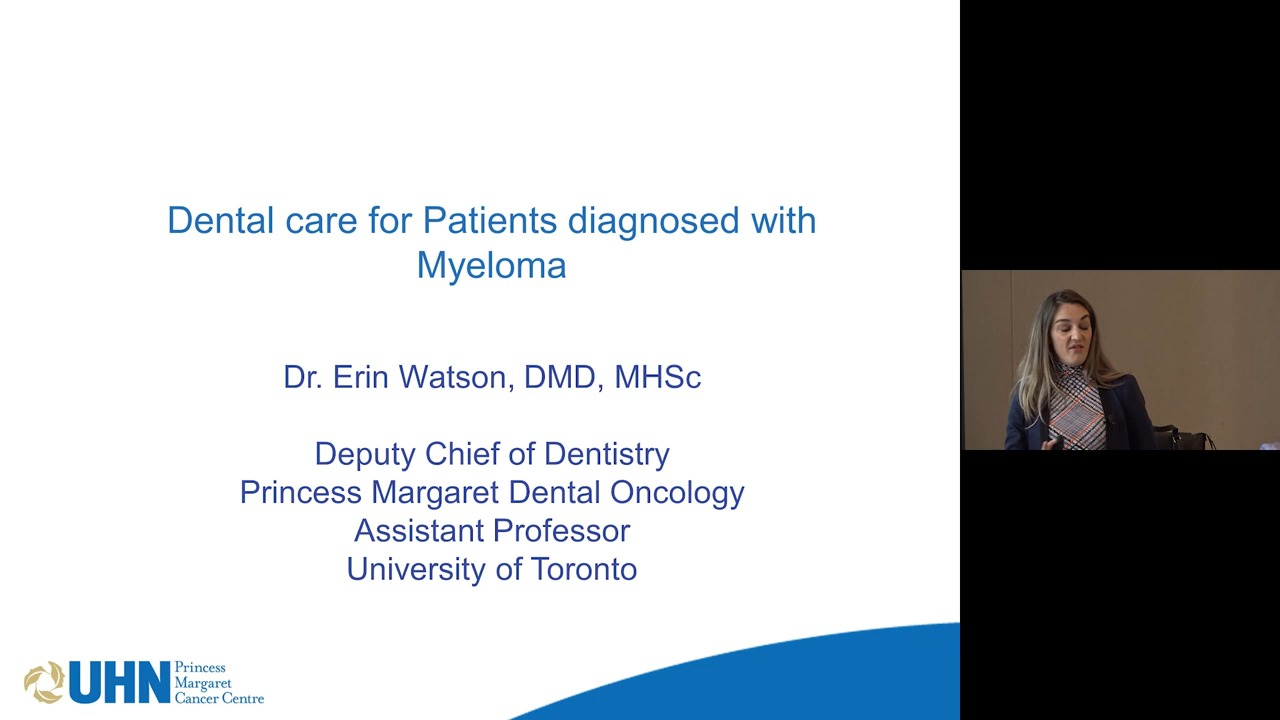 Dental care for Patients diagnosed with
Myeloma
Dr. Erin Watson, DMD, MHSc
Deputy Chief of Dentistry
Princess Margaret Dental Oncology
Assistant Professor
University of Toronto
UHN
Princess
Margaret
Cancer Centre